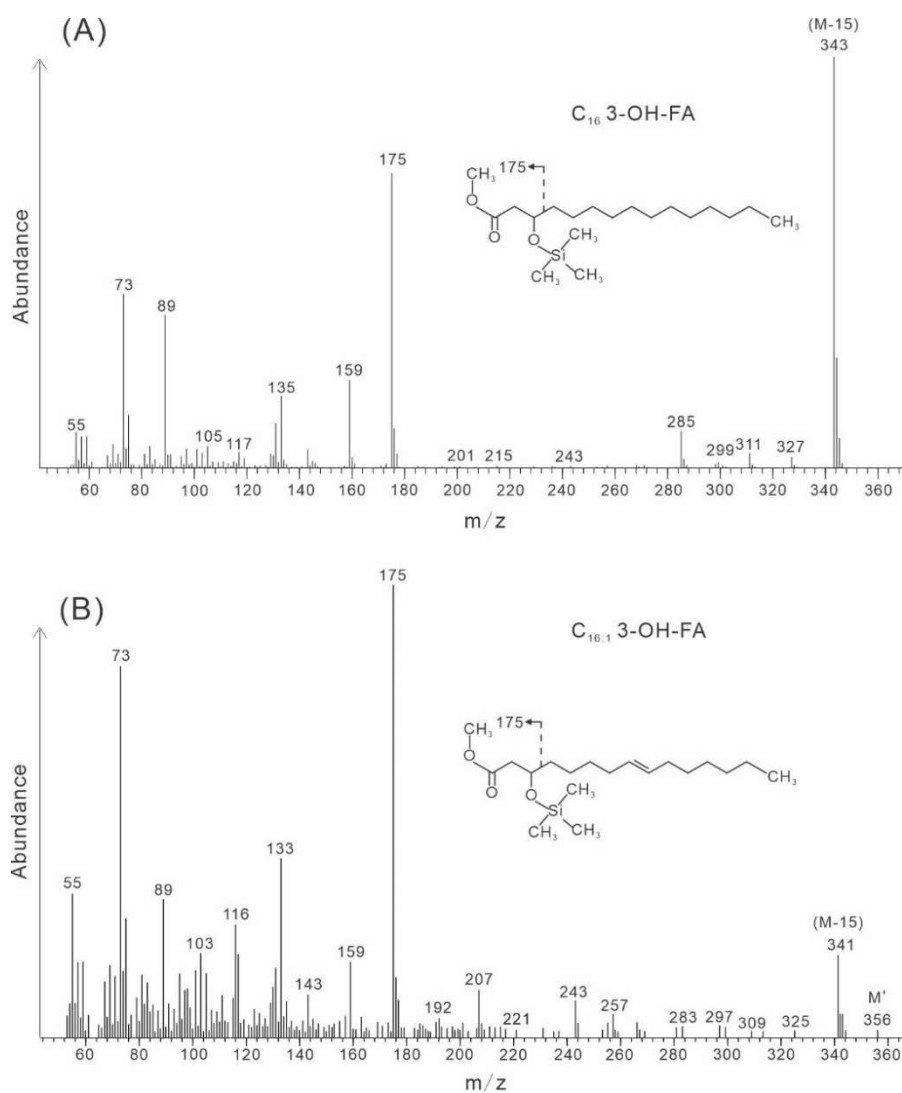 (A)
(M-15)
343
C₁₆ 3-OH-FA
175
175
CH₃
O
O
O
CH₃
CH₃
Si
CH₃
CH₃
73
89
159
135
55
105
117
201
215
243
285
299
311
327
Abundance
60 80 100 120 140 160 180 200 220 240 260 280 300 320 340 360
m/z
(B)
175
C₁₆:₁ 3-OH-FA
73
175
CH₃
O
O
O
CH₃
CH₃
Si
CH₃
CH₃
133
55
89
116
103
159
143
192
207
221
243
257
283
297
309
325
(M-15)
341
M⁺
356
Abundance
60 80 100 120 140 160 180 200 220 240 260 280 300 320 340 360
m/z